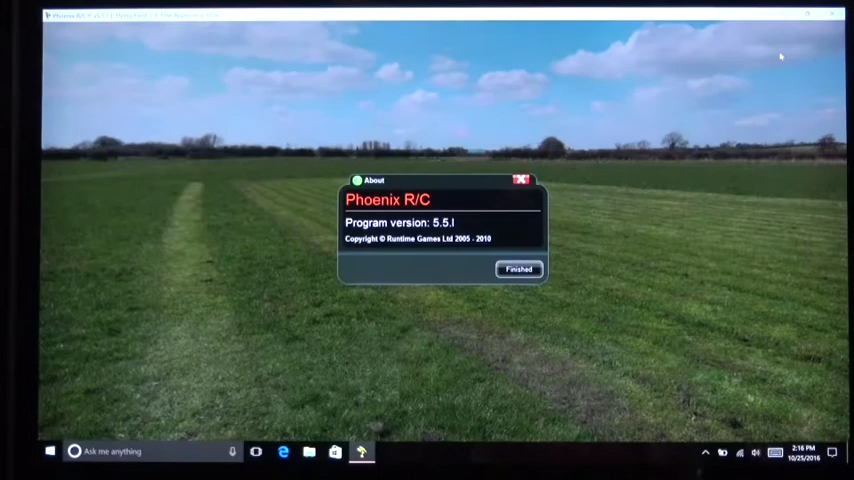 About
Phoenix R/C
Program version: 5.5.l
Copyright © Runtime Games Ltd 2005 - 2010
Finished
Ask me anything
2:16 PM
10/25/2016